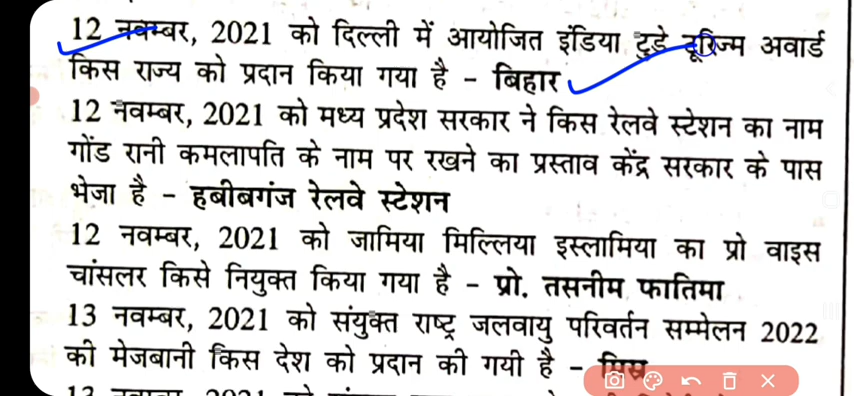 12 नवम्बर, 2021 को दिल्ली में आयोजित इंडिया टुडे टूरिज्म अवार्ड
किस राज्य को प्रदान किया गया है - बिहार
12 नवम्बर, 2021 को मध्य प्रदेश सरकार ने किस रेलवे स्टेशन का नाम
गोंड रानी कमलापति के नाम पर रखने का प्रस्ताव केंद्र सरकार के पास
भेजा है - हबीबगंज रेलवे स्टेशन
12 नवम्बर, 2021 को जामिया मिल्लिया इस्लामिया का प्रो वाइस
चांसलर किसे नियुक्त किया गया है - प्रो. तसनीम फातिमा
13 नवम्बर, 2021 को संयुक्त राष्ट्र जलवायु परिवर्तन सम्मेलन 2022
की मेजबानी किस देश को प्रदान की गयी है - मिस्र